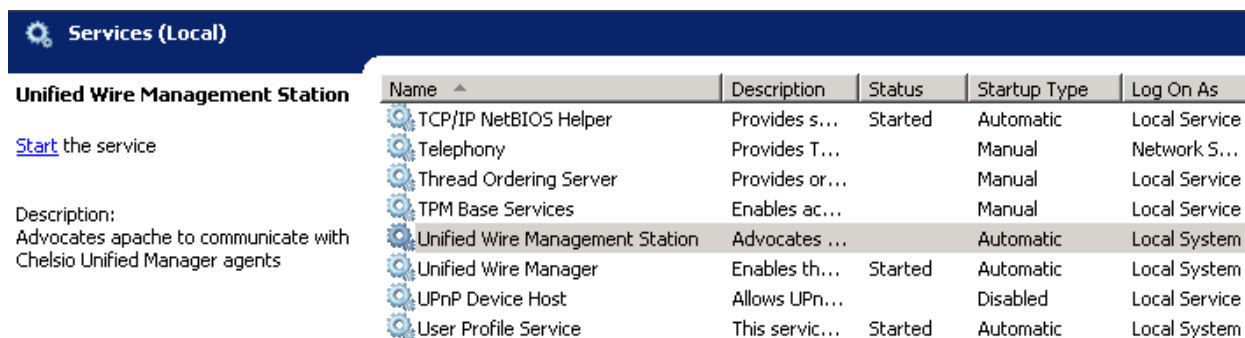 Services (Local)
Unified Wire Management Station
Start the service
Description:
Advocates apache to communicate with
Chelsio Unified Manager agents
Name Description Status Startup Type Log On As
TCP/IP NetBIOS Helper Provides s... Started Automatic Local Service
Telephony Provides T... Manual Network S...
Thread Ordering Server Provides or... Manual Local Service
TPM Base Services Enables ac... Manual Local Service
Unified Wire Management Station Advocates ... Automatic Local System
Unified Wire Manager Enables th... Started Automatic Local System
UPnP Device Host Allows UPn... Disabled Local Service
User Profile Service This servic... Started Automatic Local System